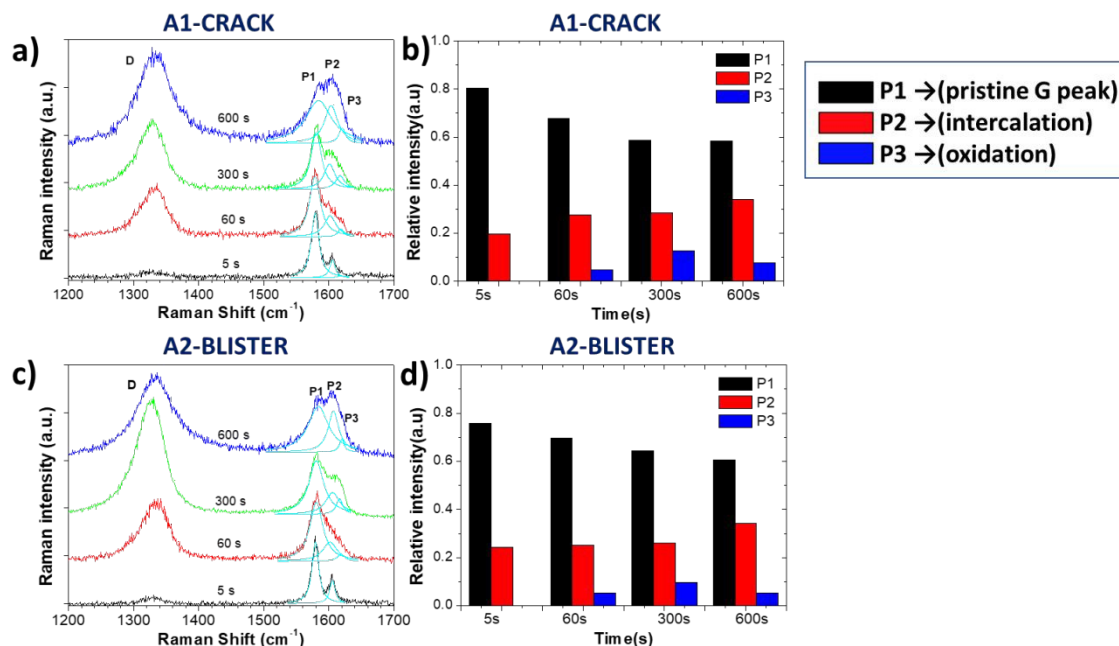 A1-CRACK
a)
D
P1
P2
P3
600 s
300 s
60 s
5 s
Raman intensity (a.u.)
1200 1300 1400 1500 1600 1700
Raman Shift (cm-1)
A1-CRACK
b)
P1
P2
P3
1.0
0.8
0.6
0.4
0.2
0.0
Relative intensity(a.u)
5s 60s 300s 600s
Time(s)
P1 →(pristine G peak)
P2 →(intercalation)
P3 →(oxidation)
A2-BLISTER
c)
D
P1
P2
P3
600 s
300 s
60 s
5 s
Raman intensity (a.u.)
1200 1300 1400 1500 1600 1700
Raman Shift (cm-1)
A2-BLISTER
d)
P1
P2
P3
1.0
0.8
0.6
0.4
0.2
0.0
Relative intensity(a.u)
5s 60s 300s 600s
Time(s)